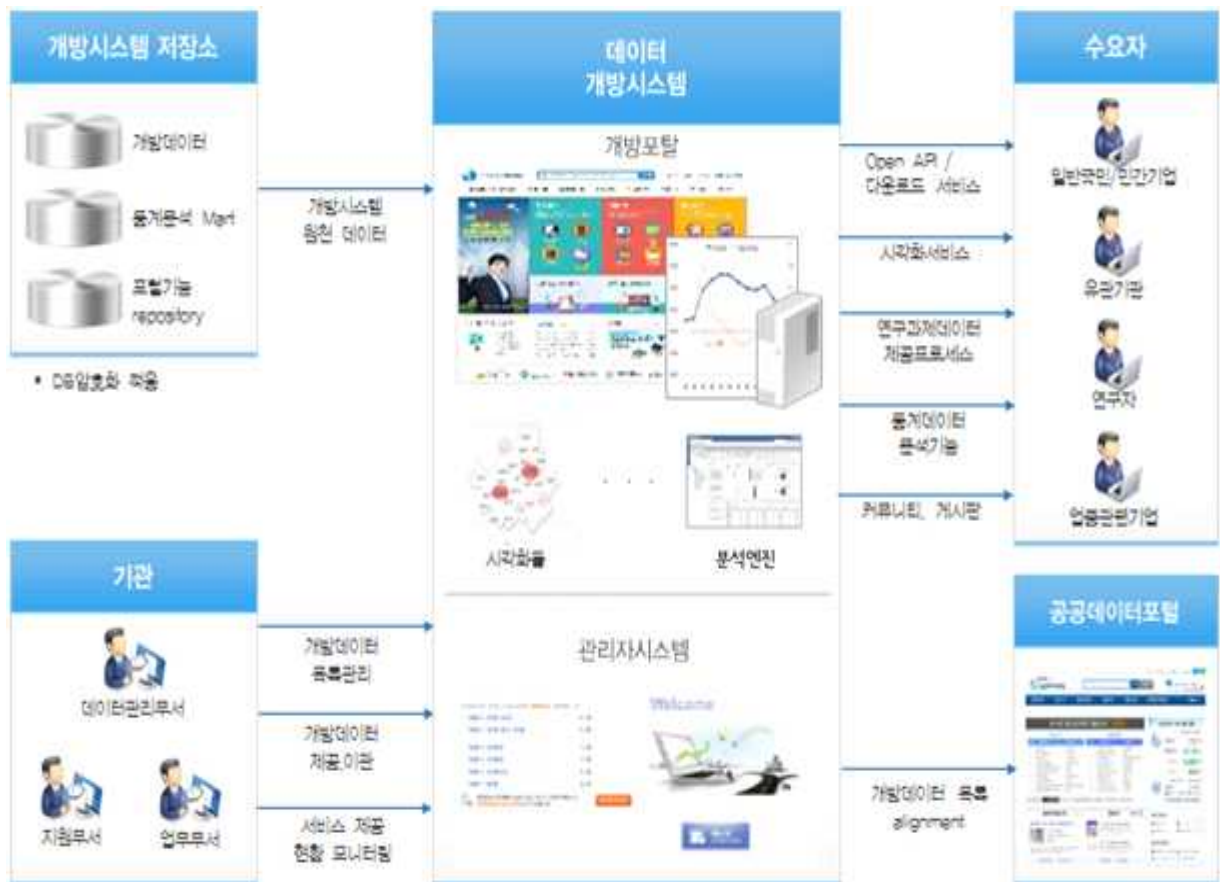 개방시스템 저장소
개방데이터
통계분석 Mart
포털기능
repository
• DB암호화 적용
개방시스템
원천 데이터
데이터
개방시스템
개방포탈
시각화툴
. . .
분석엔진
관리자시스템
Welcome
Open API /
다운로드 서비스
시각화서비스
연구과제데이터
제공프로세스
통계데이터
분석기능
커뮤니티, 게시판
수요자
일반국민/민간기업
유관기관
연구자
업종관련기업
기관
데이터관리부서
지원부서
업무부서
개방데이터
목록관리
개방데이터
제공,이관
서비스 제공
현황 모니터링
개방데이터 목록
alignment
공공데이터포털